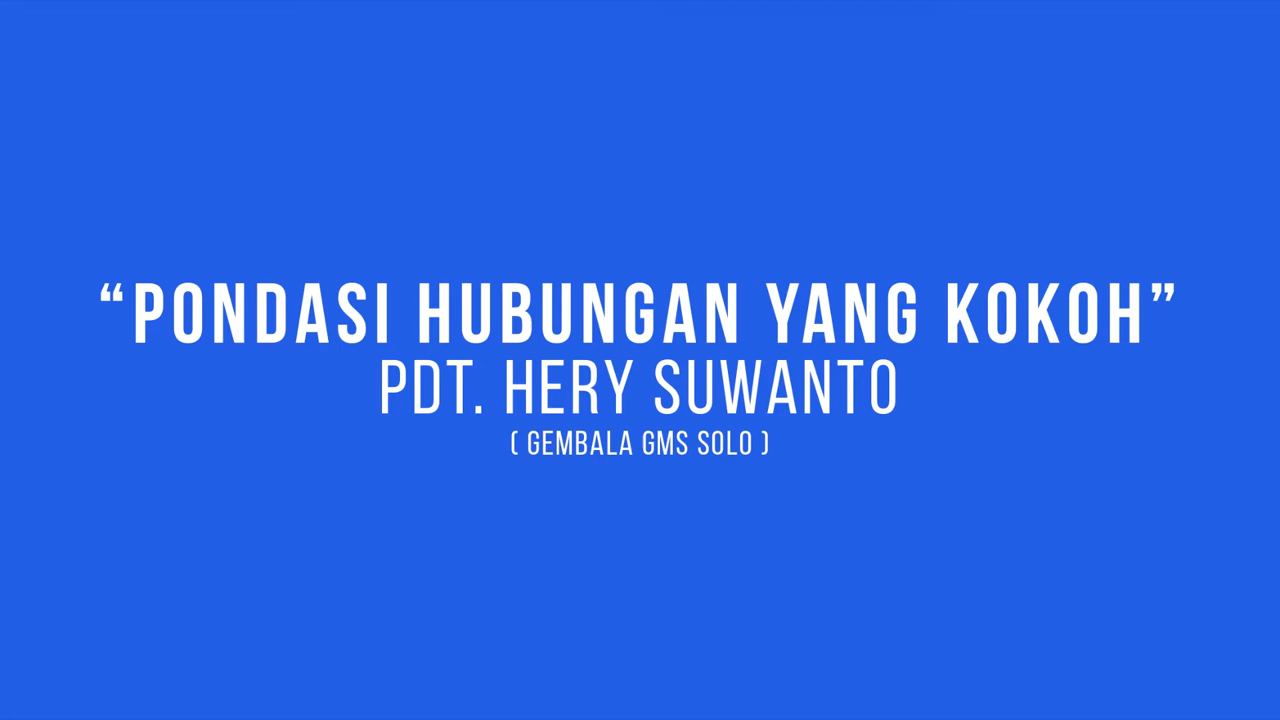 “PONDASI HUBUNGAN YANG KOKOH”
PDT. HERY SUWANTO
( GEMBALA GMS SOLO )